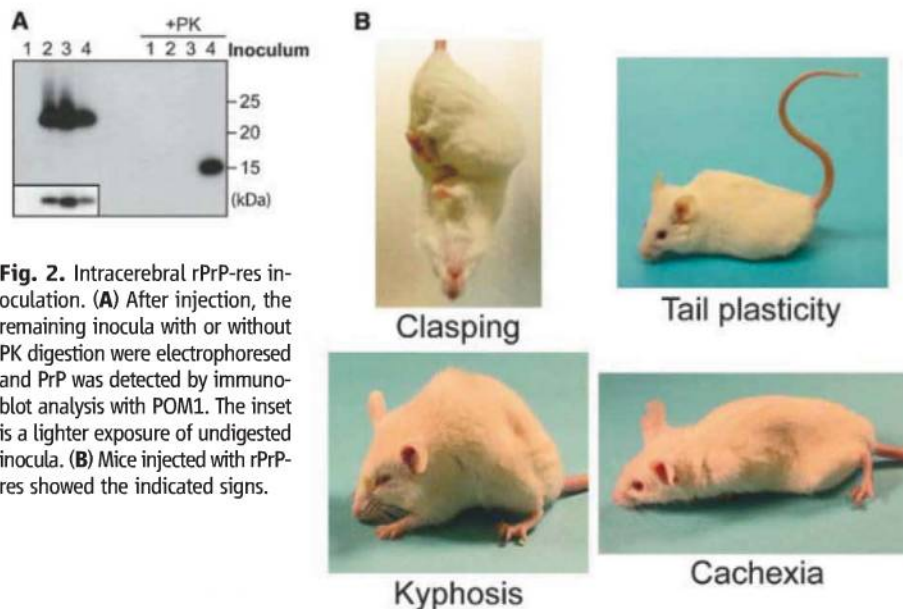 A
+PK
1 2 3 4 1 2 3 4 Inoculum
25
20
15
(kDa)
Fig. 2. Intracerebral rPrP-res in-
oculation. (A) After injection, the
remaining inocula with or without
PK digestion were electrophoresed
and PrP was detected by immuno-
blot analysis with POM1. The inset
is a lighter exposure of undigested
inocula. (B) Mice injected with rPrP-
res showed the indicated signs.
B
Clasping
Tail plasticity
Kyphosis
Cachexia